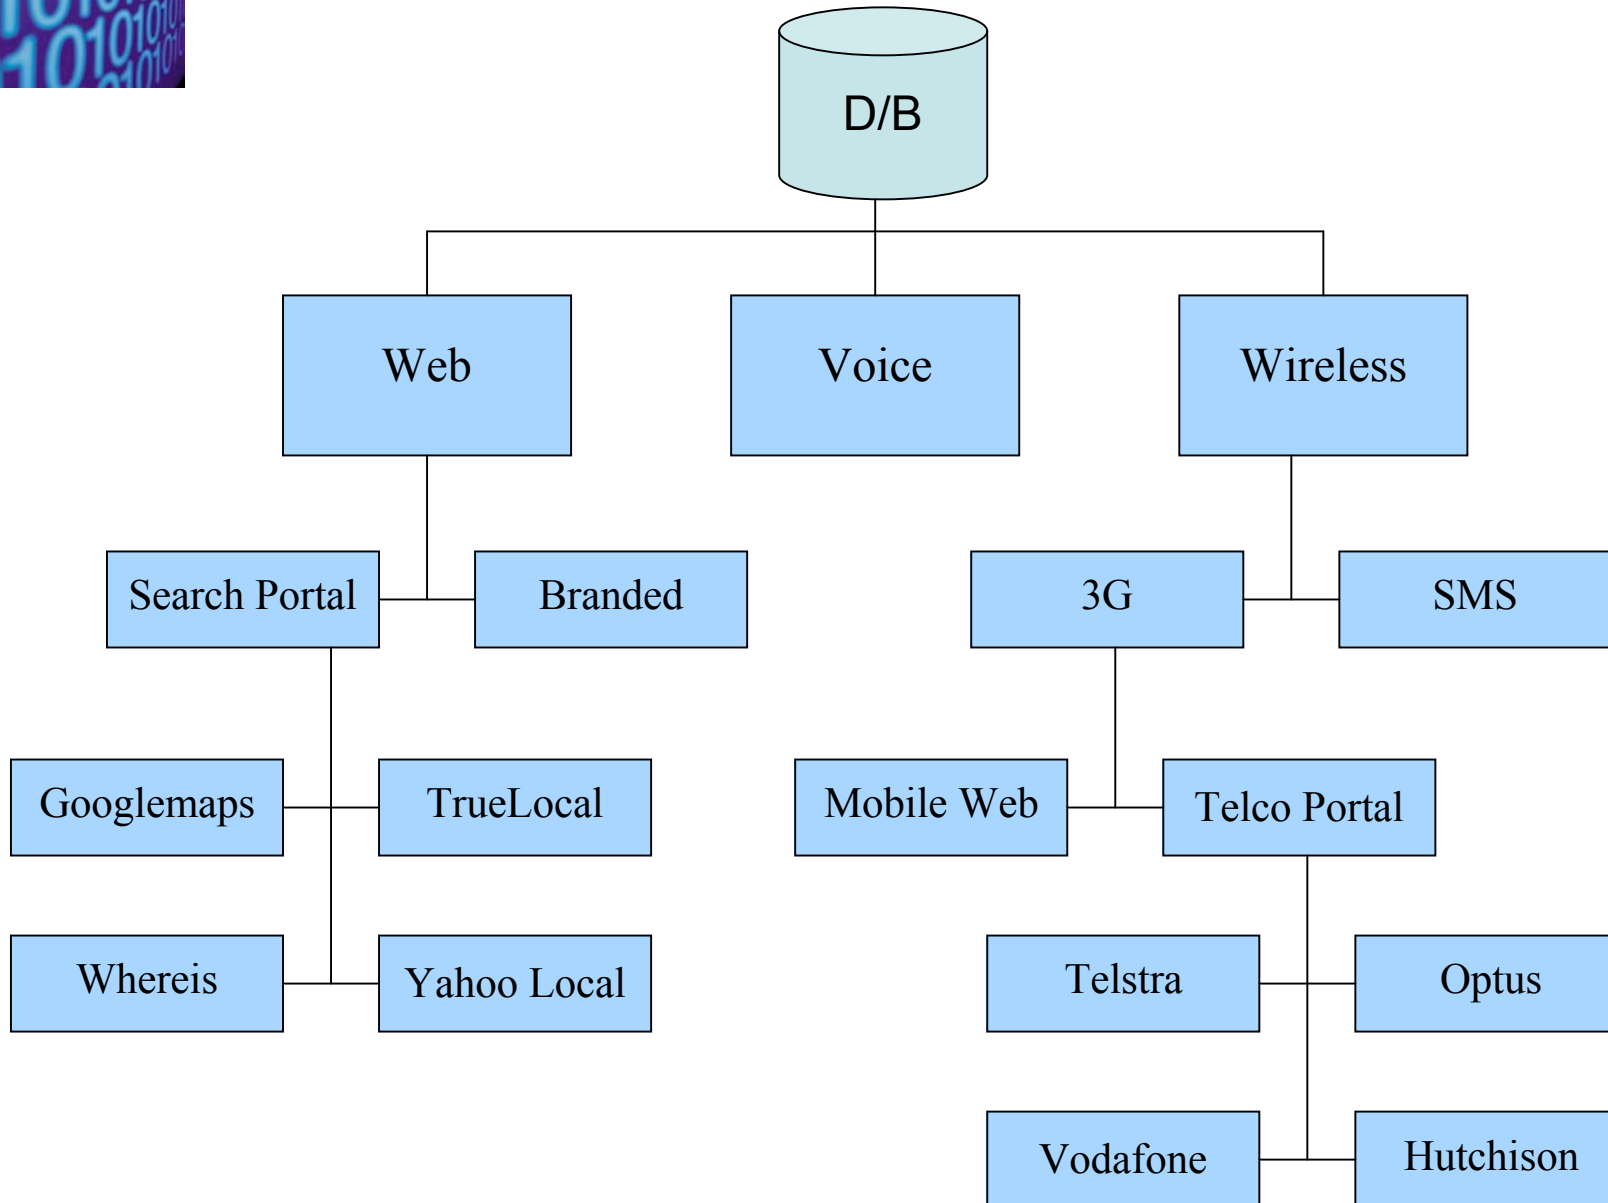 D/B
Web
Voice
Wireless
Search Portal
Branded
3G
SMS
Googlemaps
TrueLocal
Mobile Web
Telco Portal
Whereis
Yahoo Local
Telstra
Optus
Vodafone
Hutchison